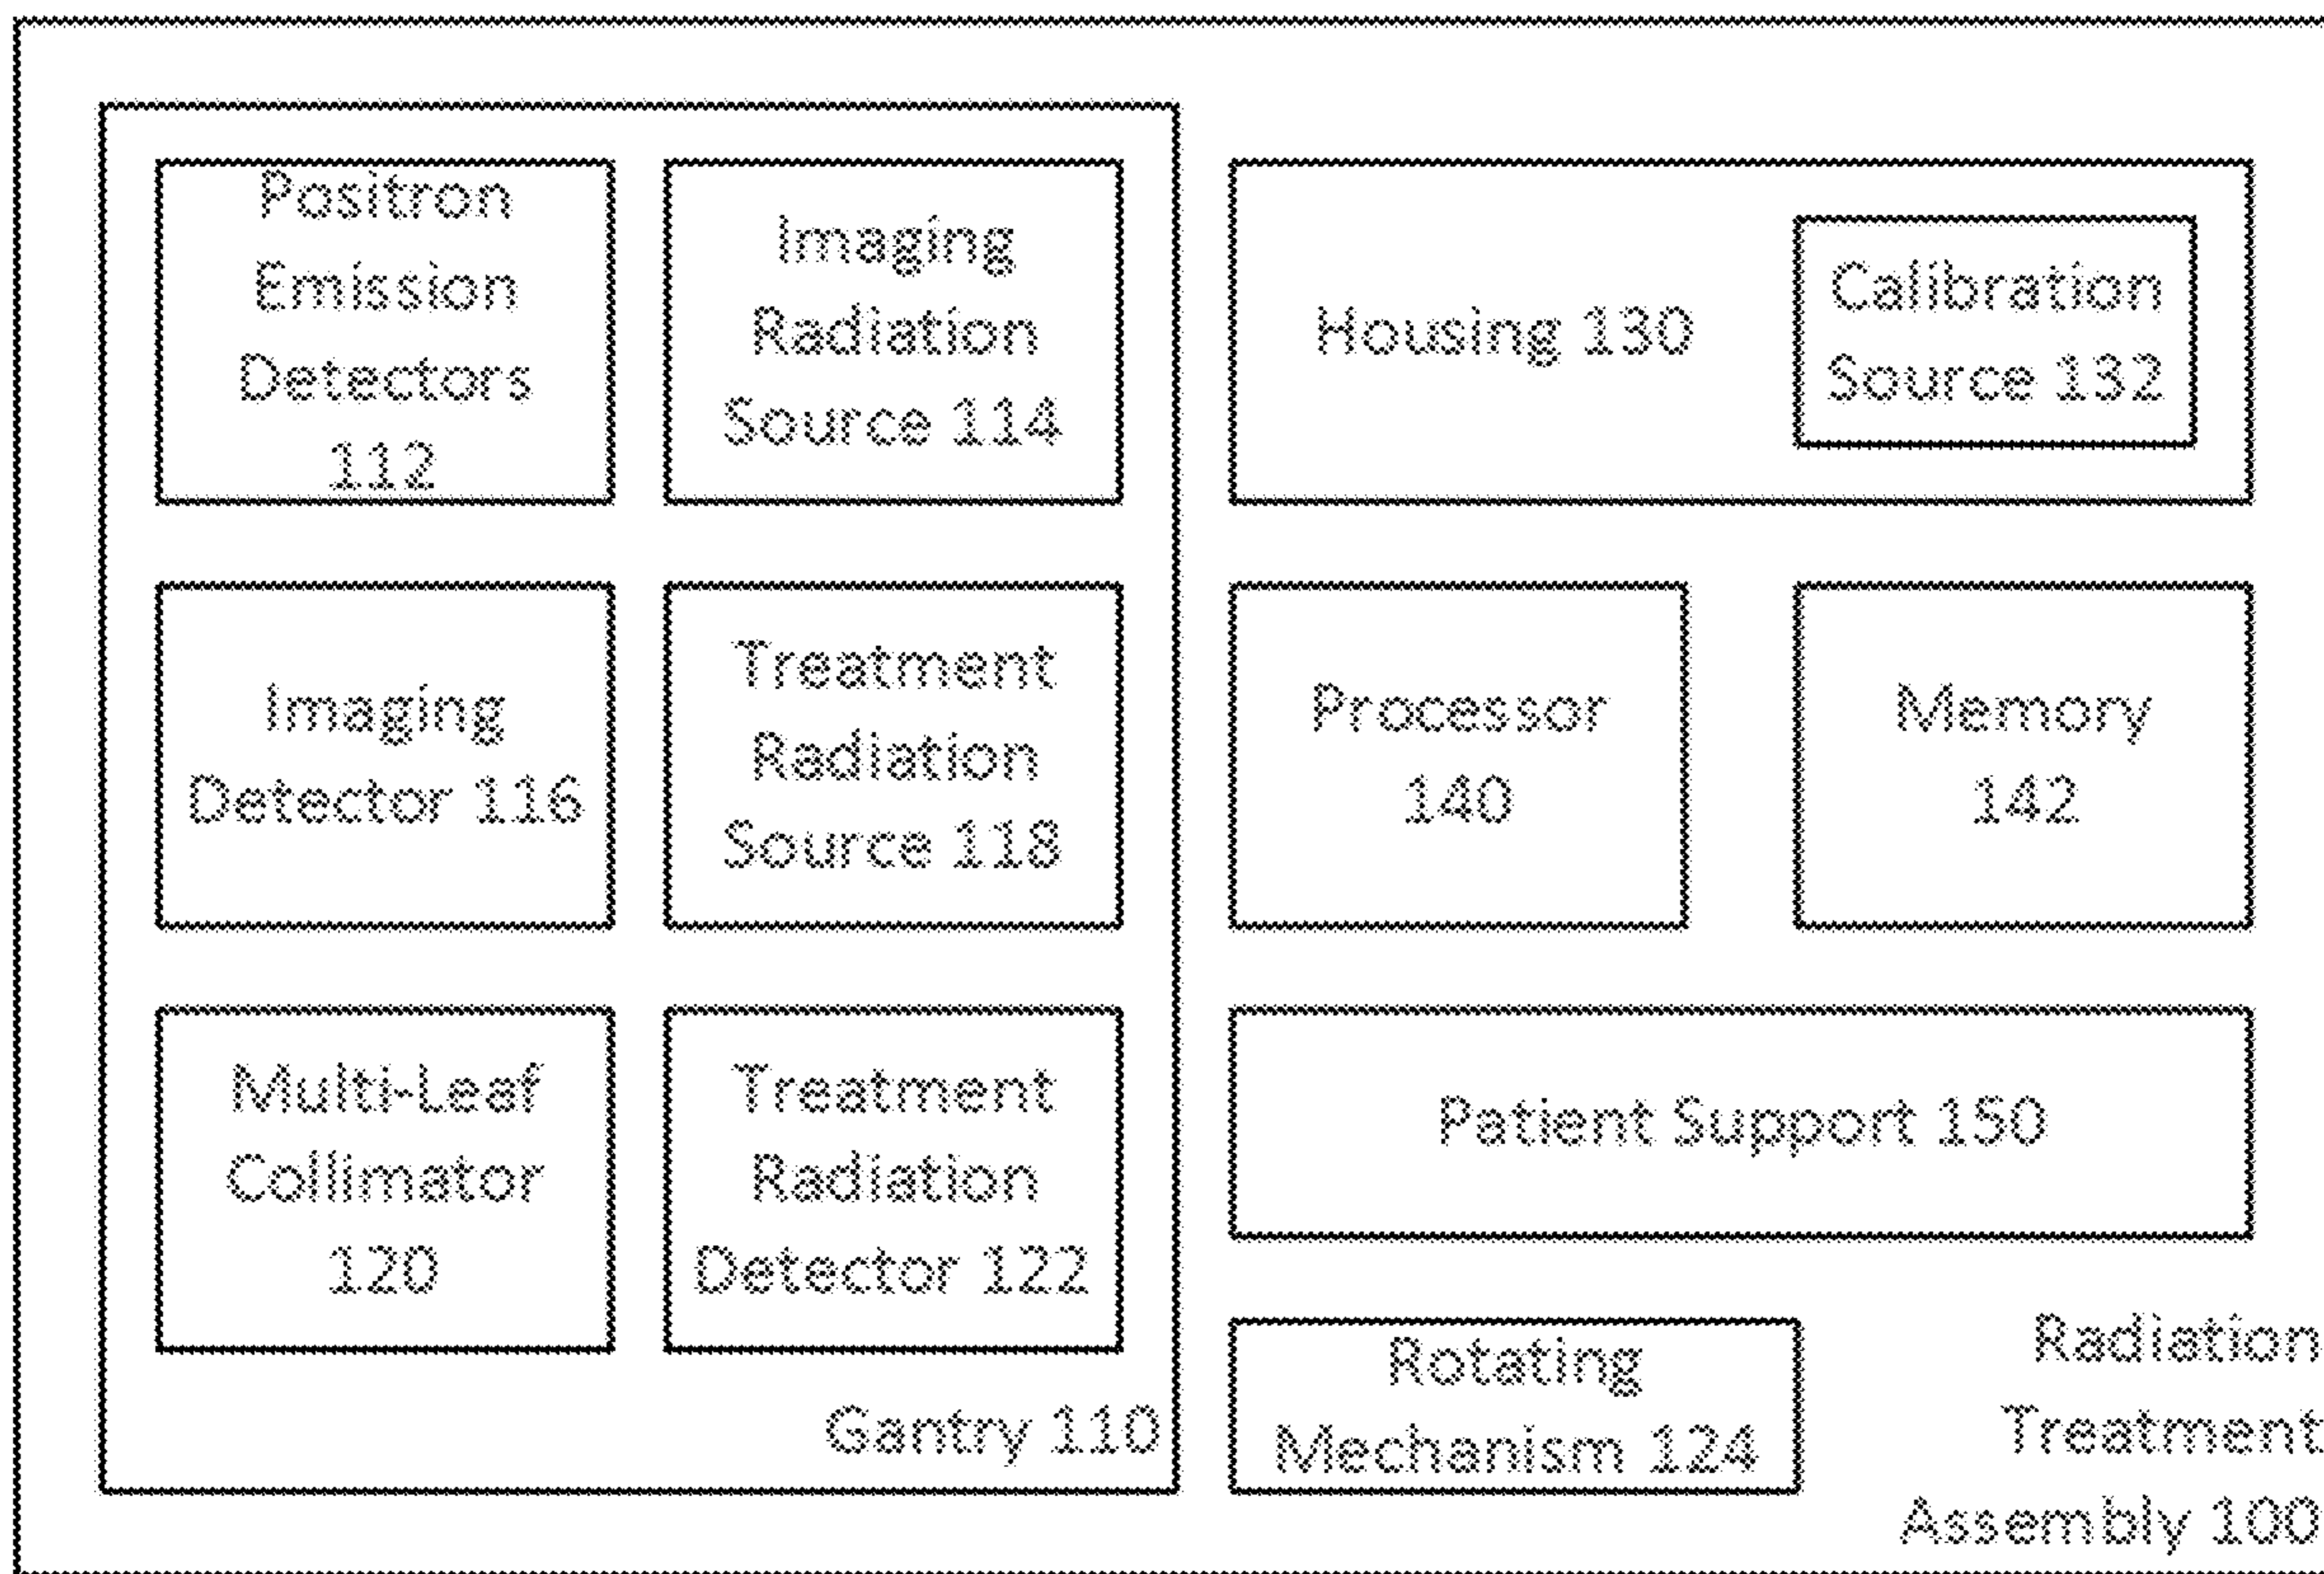 Positron
Emission
Detectors
112
Imaging
Radiation
Source 114
Housing 130
Calibration
Source 132
Imaging
Detector 116
Treatment
Radiation
Source 118
Processor
140
Memory
142
Multi-Leaf
Collimator
120
Treatment
Radiation
Detector 122
Patient Support 150
Gantry 110
Rotating
Mechanism 124
Radiation
Treatment
Assembly 100